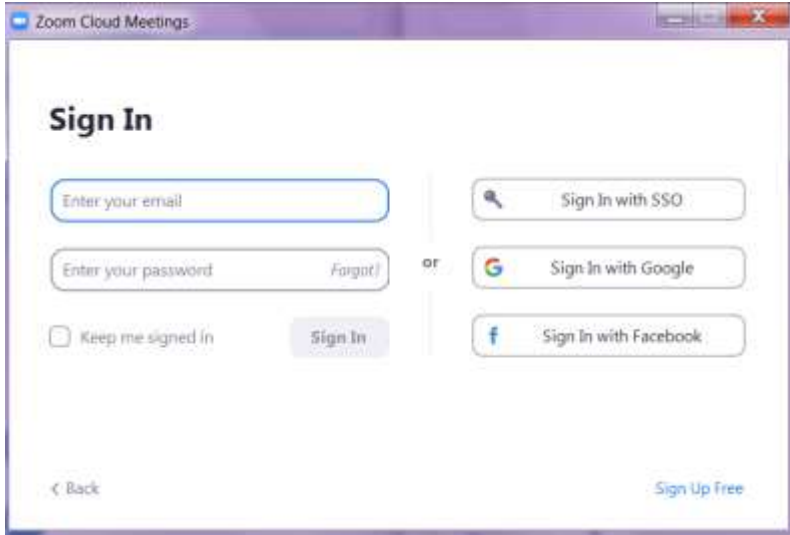 Zoom Cloud Meetings
Sign In
Enter your email
Enter your password Forgot?
Keep me signed in Sign In
or
Sign In with SSO
Sign In with Google
Sign In with Facebook
< Back
Sign Up Free